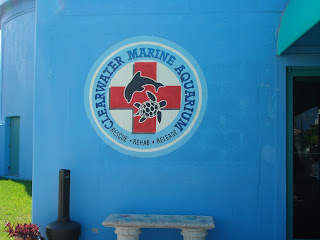 CLEARWATER MARINE AQUARIUM
RESCUE • REHAB • RELEASE